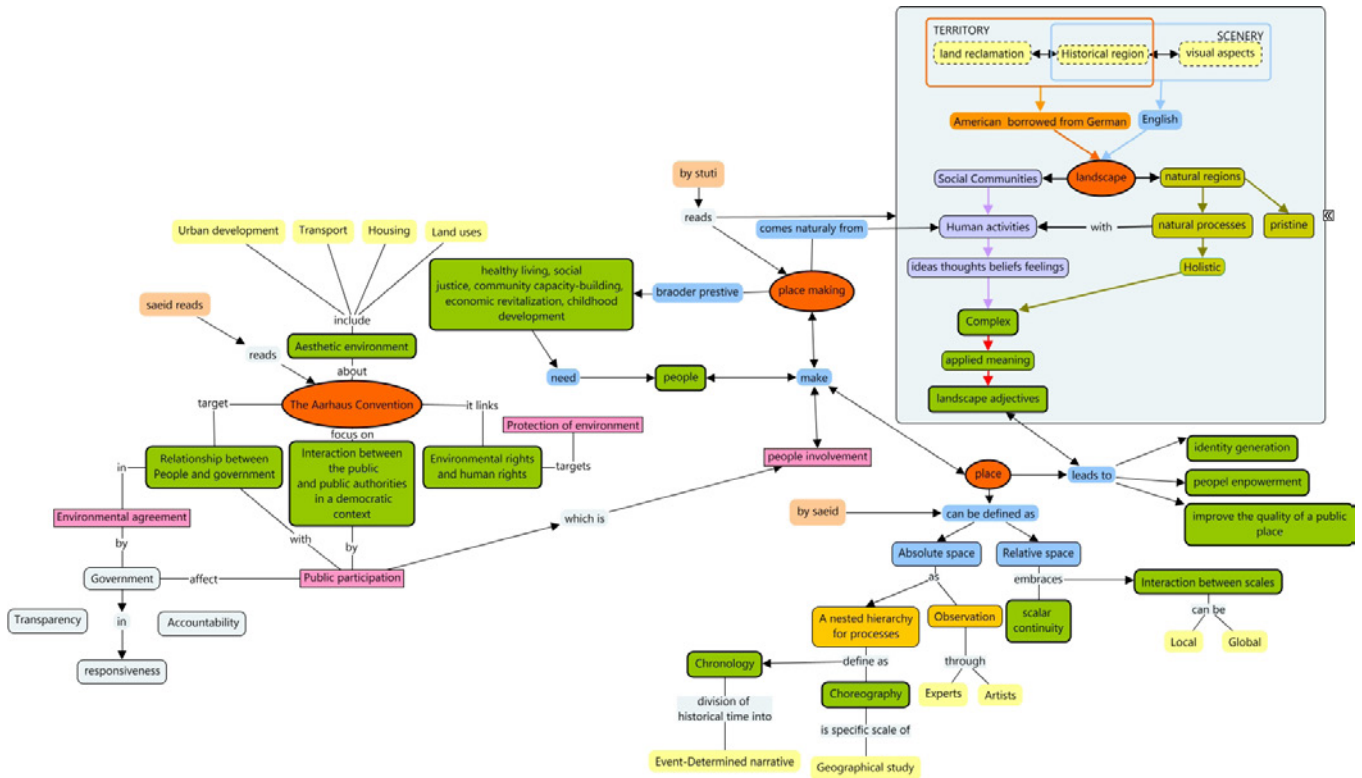 TERRITORY
SCENERY
land reclamation
Historical region
visual aspects
American borrowed from German
English
by stuti
Social Communities
landscape
natural regions
reads
comes naturaly from
Human activities
with
natural processes
pristine
Urban development
Transport
Housing
Land uses
healthy living, social
justice, community capacity-building,
economic revitalization, childhood
development
braoder prestive
place making
ideas thoughts beliefs feelings
Holistic
saeid reads
include
Complex
reads
Aesthetic environment
applied meaning
about
need
people
make
landscape adjectives
target
The Aarhaus Convention
it links
Protection of environment
focus on
in
Relationship between
People and government
Interaction between
the public
and public authorities
in a democratic
context
Environmental rights
and human rights
targets
people involvement
identity generation
place
leads to
peopel enpowerment
by saeid
can be defined as
improve the quality of a public
place
Environmental agreement
which is
with
by
by
Absolute space
Relative space
Government
affect
Public participation
as
embraces
Interaction between scales
Transparency
in
Accountability
A nested hierarchy
for processes
Observation
scalar
continuity
can be
Local
Global
responsiveness
Chronology
define as
through
Choreography
Experts
Artists
division of
historical time into
is specific scale of
Event-Determined narrative
Geographical study